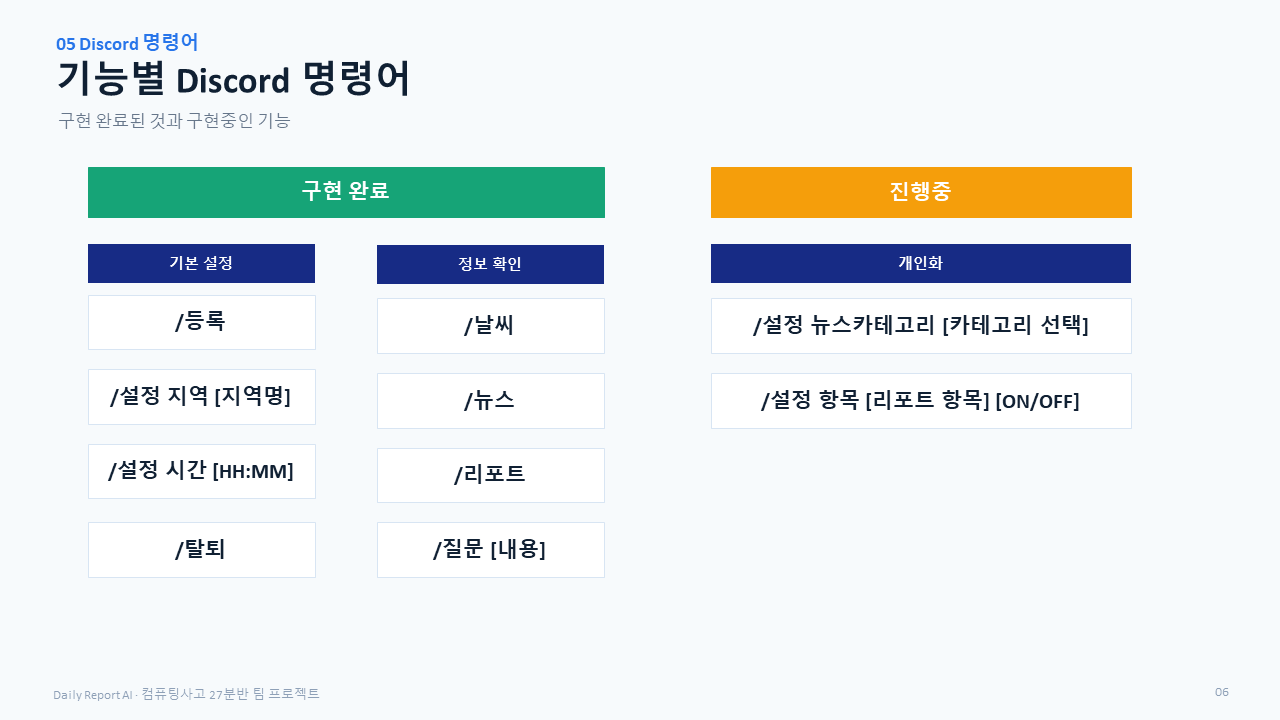 05 Discord 명령어
기능별 Discord 명령어
구현 완료된 것과 구현중인 기능
구현 완료
기본 설정
/등록
/설정 지역 [지역명]
/설정 시간 [HH:MM]
/탈퇴
정보 확인
/날씨
/뉴스
/리포트
/질문 [내용]
진행중
개인화
/설정 뉴스카테고리 [카테고리 선택]
/설정 항목 [리포트 항목] [ON/OFF]
Daily Report AI · 컴퓨팅사고 27분반 팀 프로젝트
06